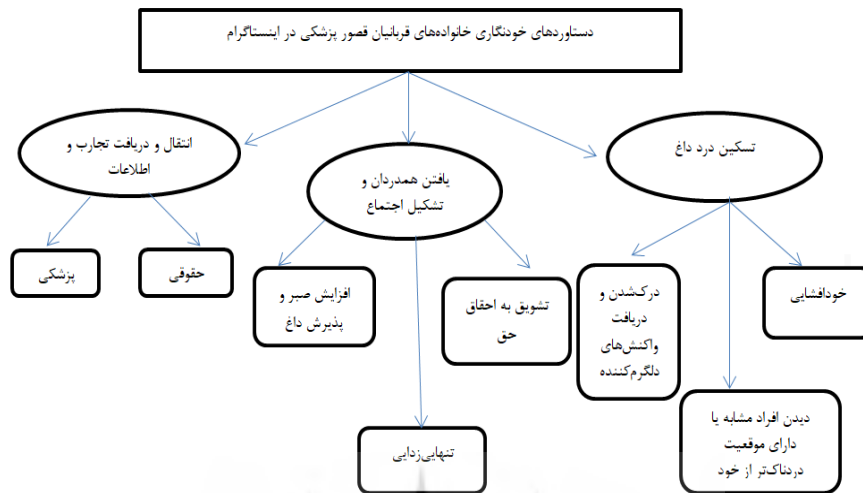 دستاوردهای خودنگاری خانواده‌های قربانیان قصور پزشکی در اینستاگرام
تسکین درد داغ
یافتن همدردان و
تشکیل اجتماع
انتقال و دریافت تجارب و
اطلاعات
خودافشایی
دیدن افراد مشابه یا
دارای موقعیت
دردناک‌تر از خود
درک‌شدن و
دریافت
واکنش‌های
دلگرم‌کننده
تشویق به احقاق
حق
تنهایی‌زدایی
افزایش صبر و
پذیرش داغ
حقوقی
پزشکی